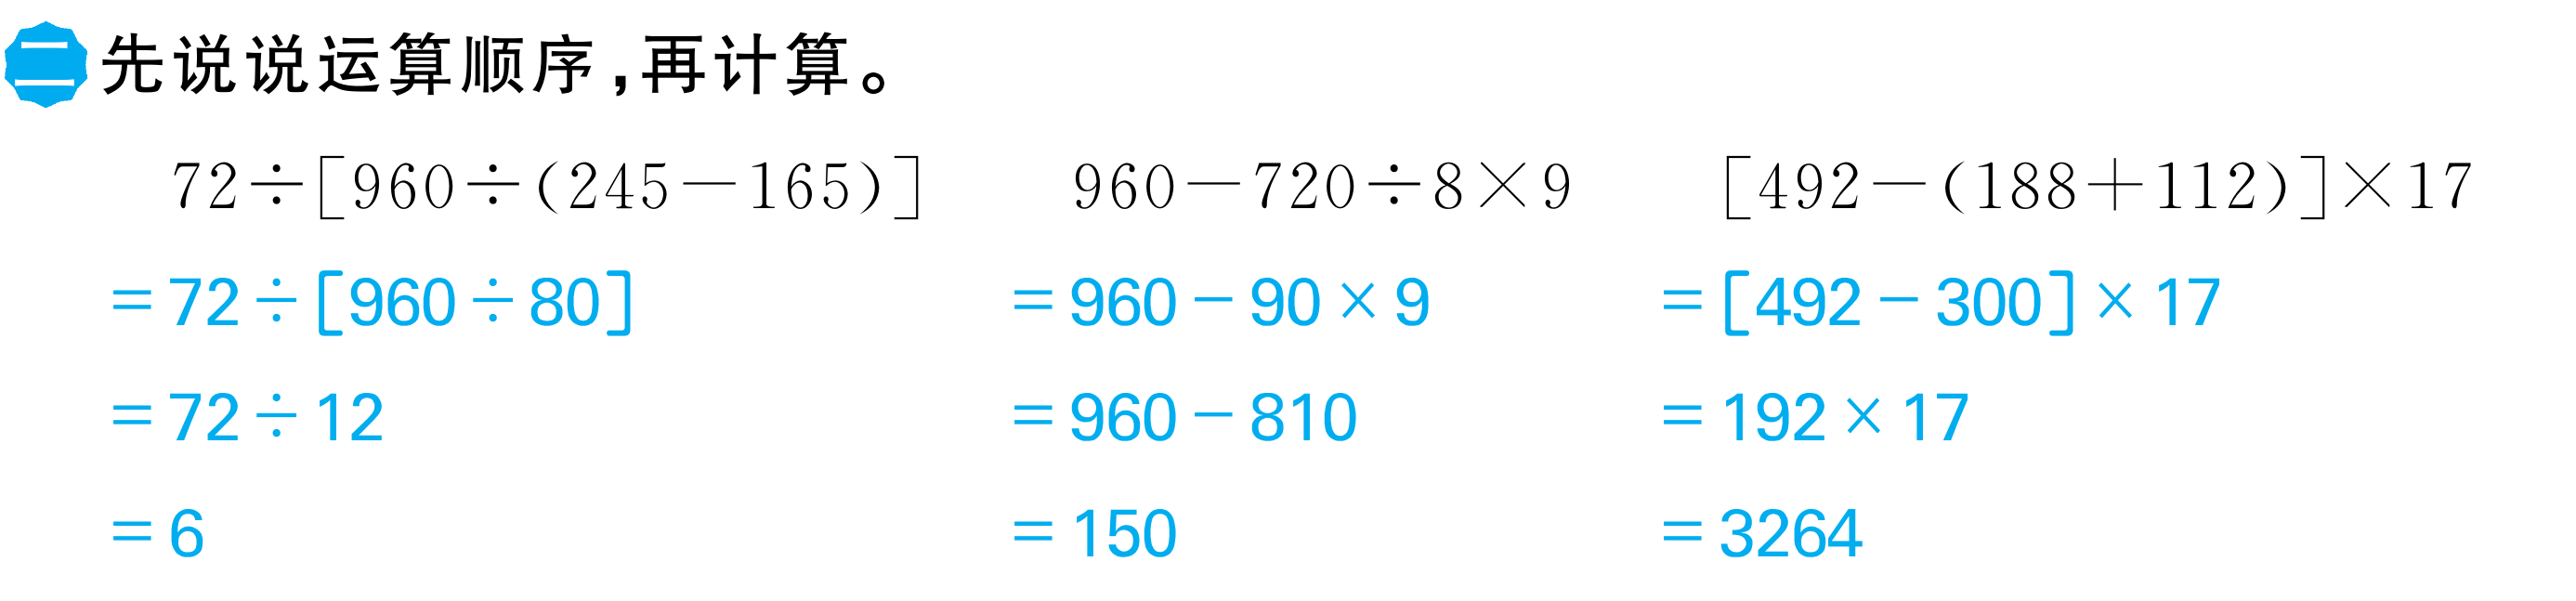 二 先说说运算顺序,再计算。
72÷[960÷(245-165)] 960-720÷8×9 [492-(188+112)]×17
=72÷[960÷80] =960-90×9 =[492-300]×17
=72÷12 =960-810 =192×17
=6 =150 =3264